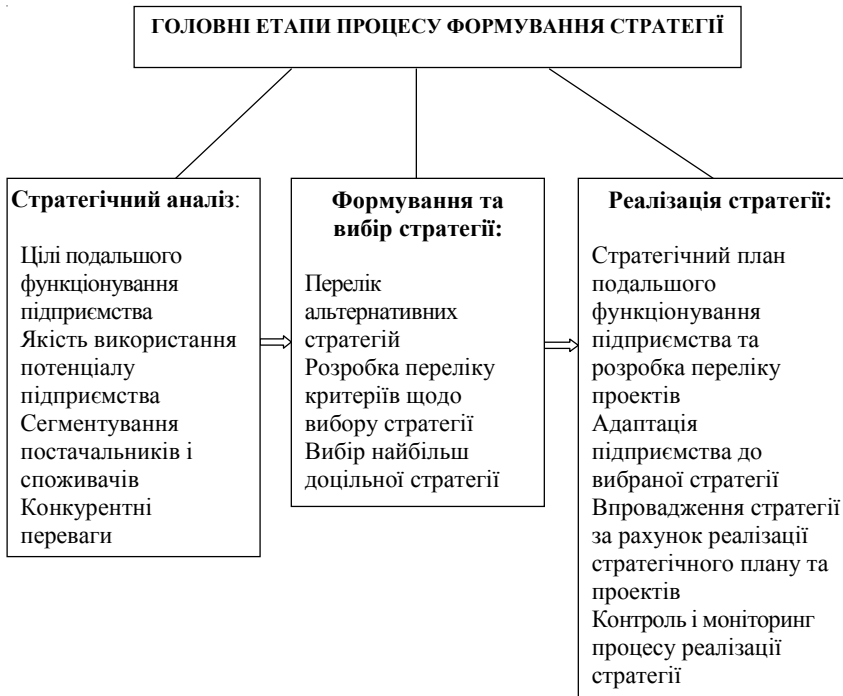 ГОЛОВНІ ЕТАПИ ПРОЦЕСУ ФОРМУВАННЯ СТРАТЕГІЇ
Стратегічний аналіз:
Цілі подальшого
функціонування
підприємства
Якість використання
потенціалу
підприємства
Сегментування
постачальників і
споживачів
Конкурентні
переваги
Формування та
вибір стратегії:
Перелік
альтернативних
стратегій
Розробка переліку
критеріїв щодо
вибору стратегії
Вибір найбільш
доцільної стратегії
Реалізація стратегії:
Стратегічний план
подальшого
функціонування
підприємства та
розробка переліку
проектів
Адаптація
підприємства до
вибраної стратегії
Впровадження стратегії
за рахунок реалізації
стратегічного плану та
проектів
Контроль і моніторинг
процесу реалізації
стратегії